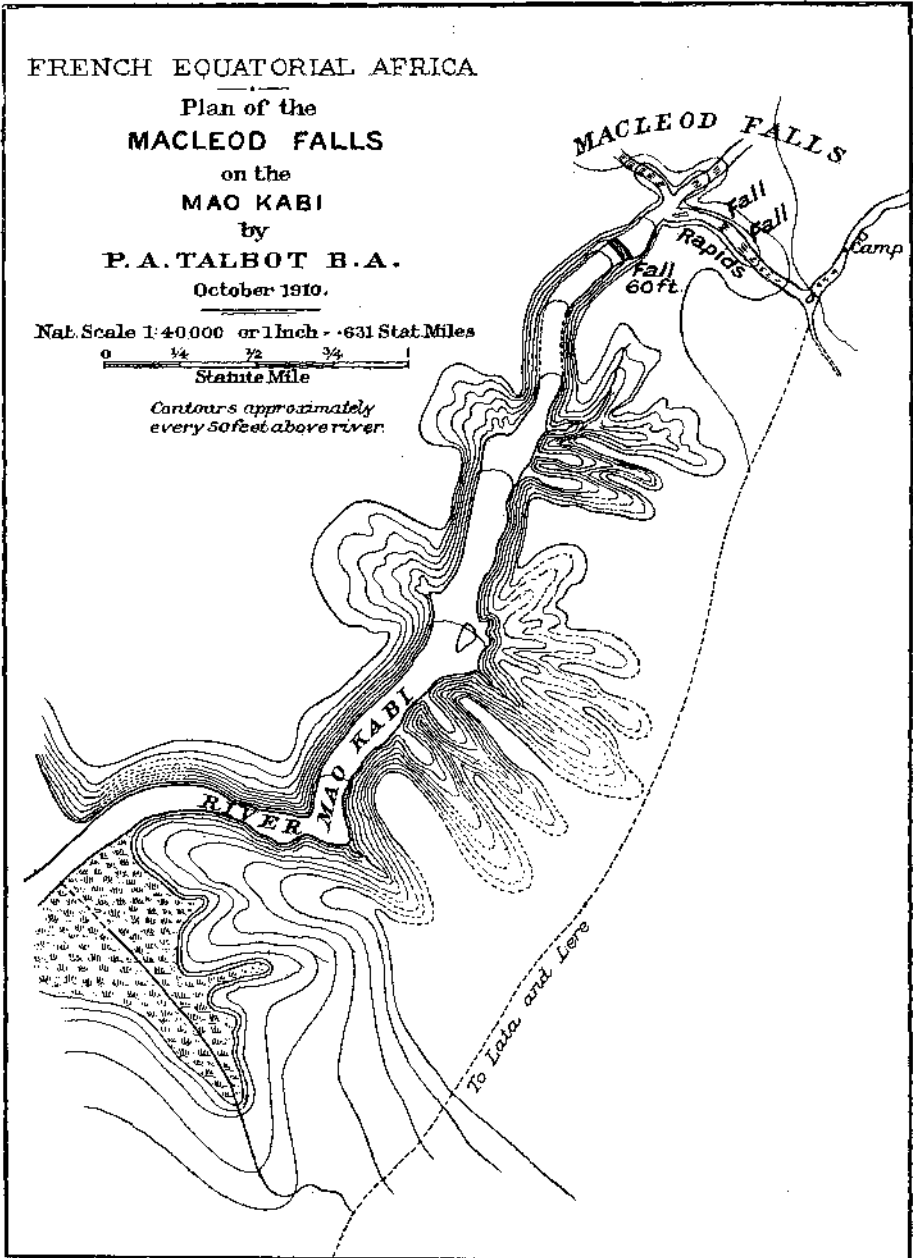 FRENCH EQUATORIAL AFRICA
Plan of the
MACLEOD FALLS
on the
MAO KABI
by
P.A. TALBOT B.A.
October 1910.
Nat. Scale 1:40,000 or 1 Inch = ·631 Stat. Miles
0 1/4 1/2 3/4 1
Statute Mile
Contours approximately
every 50 feet above river.
MACLEOD FALLS
Fall
Fall
Rapids
Camp
Fall
60 ft.
RIVER MAO KABI
To Lata and Lere